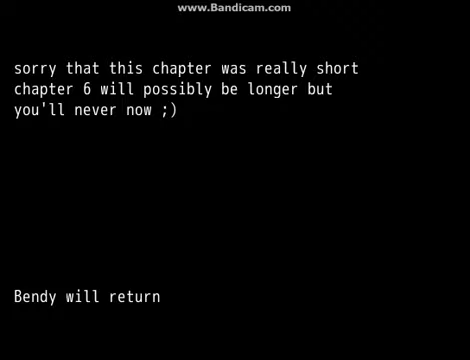 www.Bandicam.com
sorry that this chapter was really short
chapter 6 will possibly be longer but
you'll never now ;)
Bendy will return